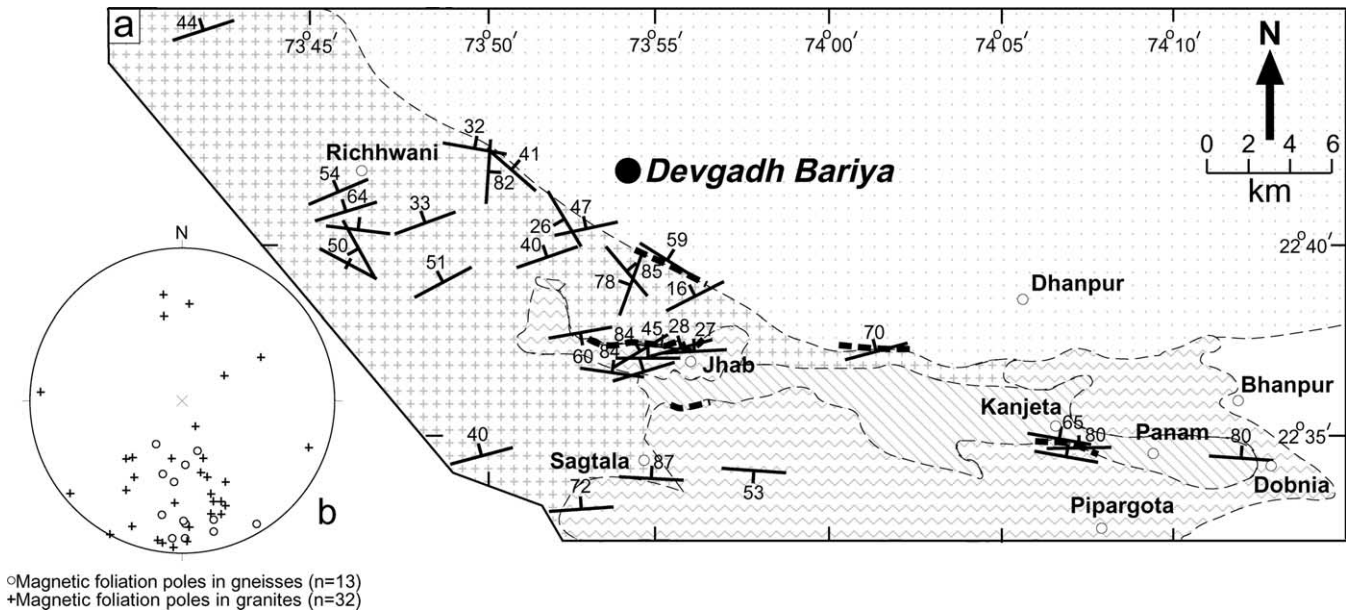 a
44
73°45′
73°50′
73°55′
74°00′
74°05′
74°10′
N
0 2 4 6
km
32
Richhwani
41
82
Devgadh Bariya
54
64
33
47
26
50
40
59
22°40′
51
85
78
16
Dhanpur
N
84
45
28
27
70
69
84
Jhab
Bhanpur
Kanjeta
65
80
Panam
80
22°35′
40
Sagtala
87
53
Dobnia
72
Pipargota
b
Magnetic foliation poles in gneisses (n=13)
+Magnetic foliation poles in granites (n=32)